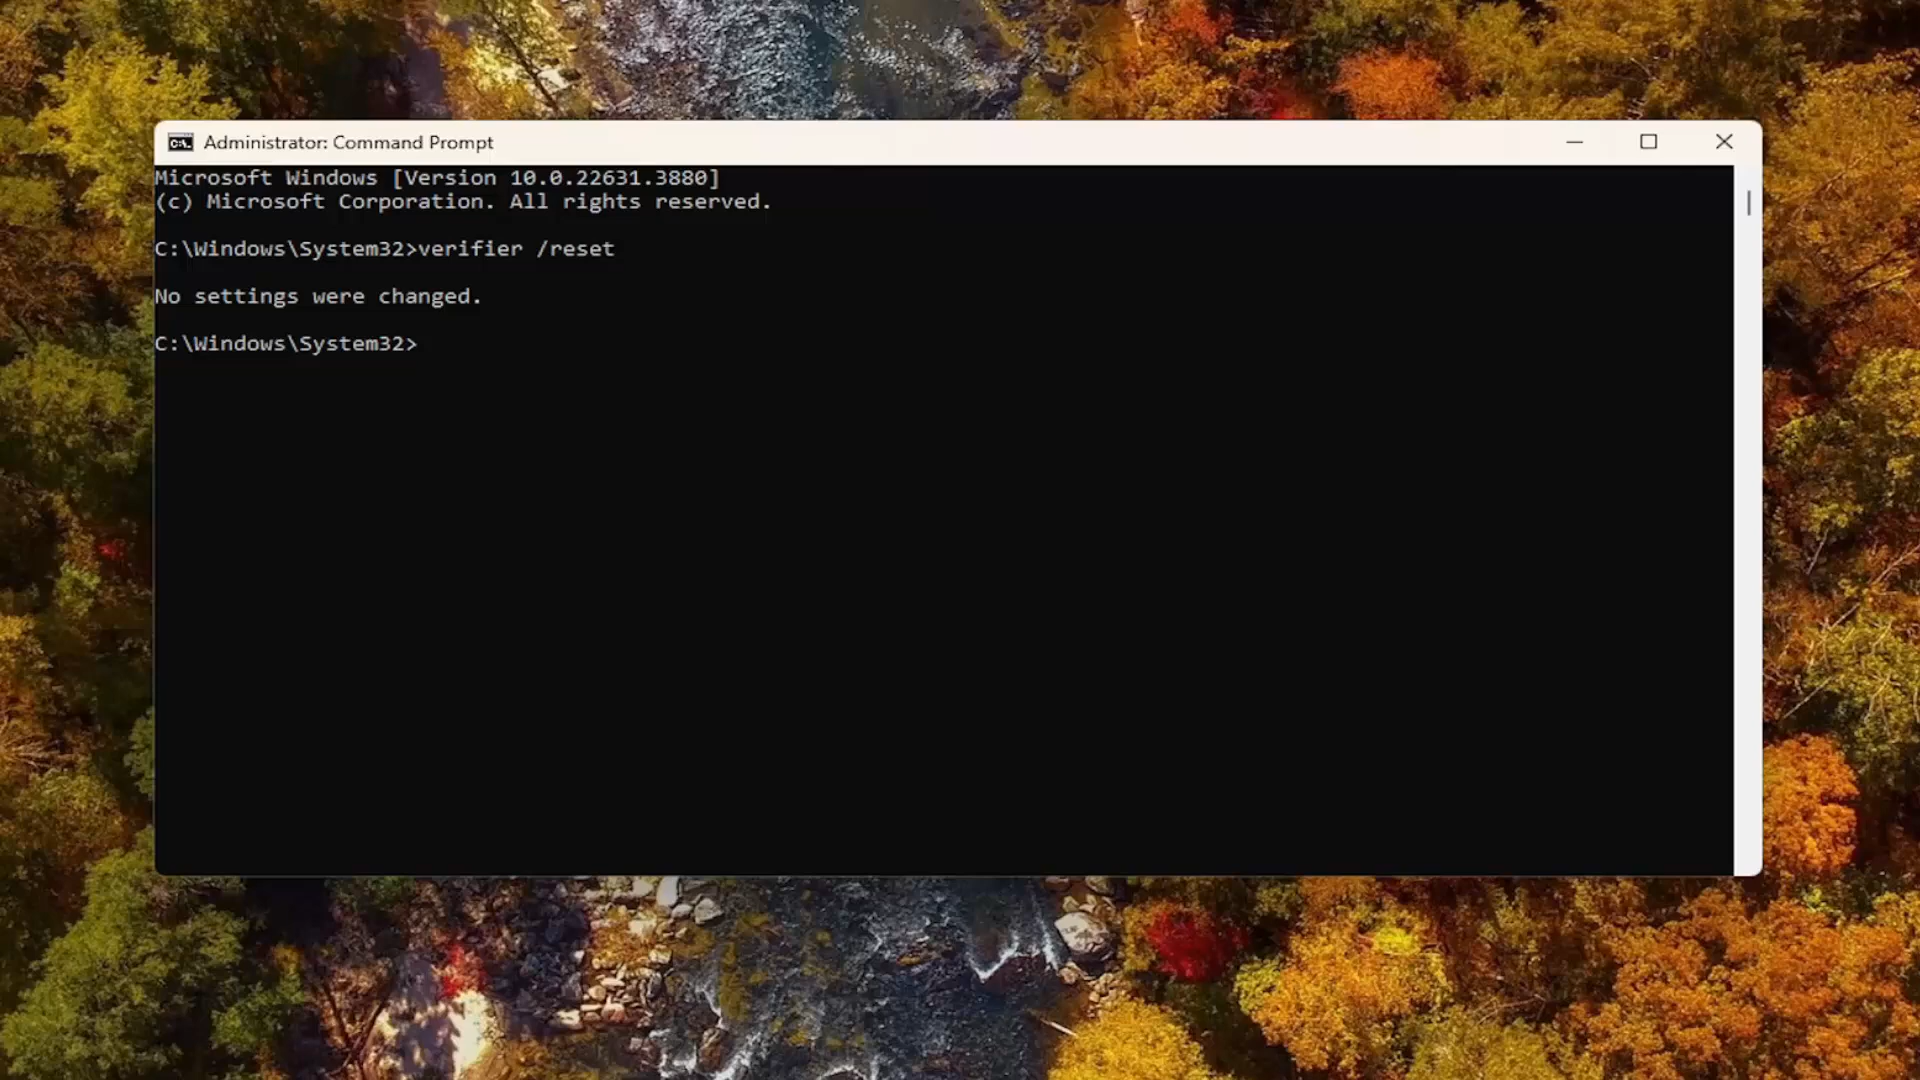 Administrator: Command Prompt
Microsoft Windows [Version 10.0.22631.3880]
(c) Microsoft Corporation. All rights reserved.
C:\Windows\System32>verifier /reset
No settings were changed.
C:\Windows\System32>